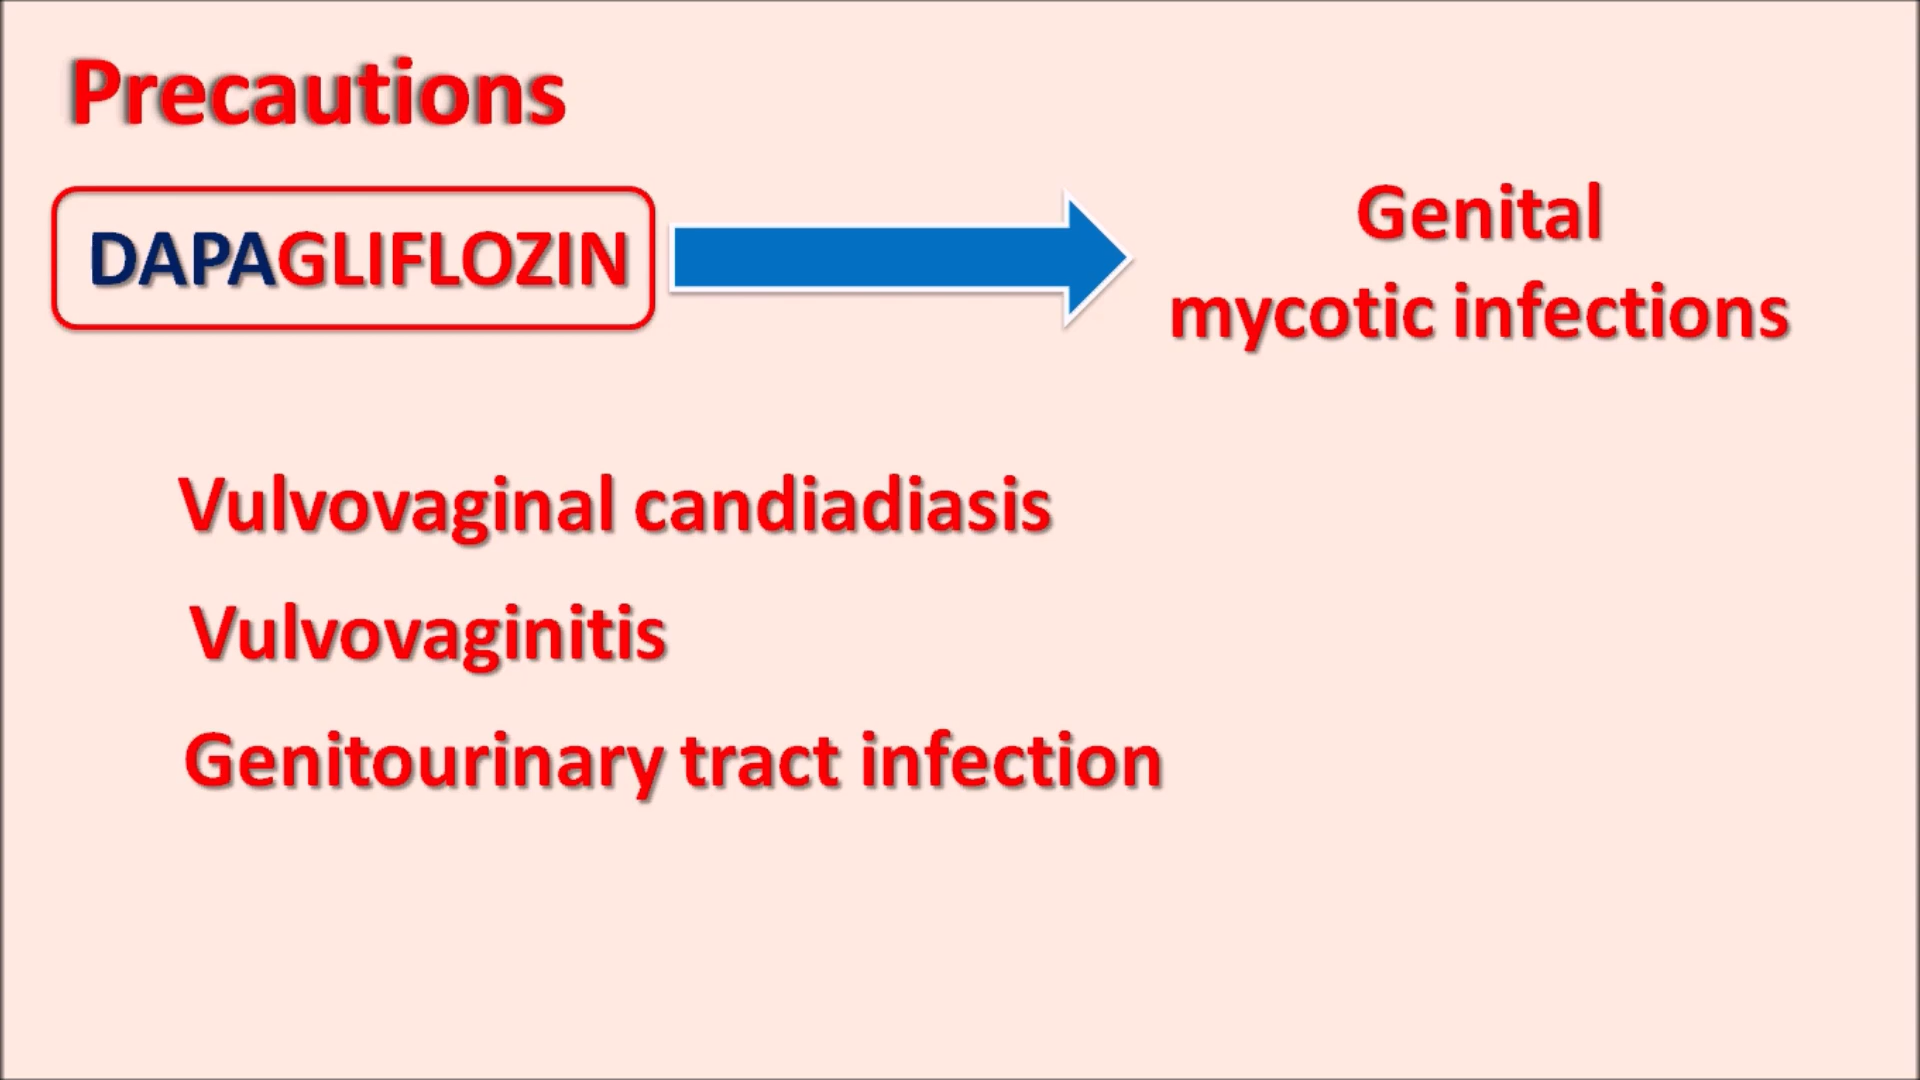 Precautions
DAPAGLIFLOZIN
Genital
mycotic infections
Vulvovaginal candiadiasis
Vulvovaginitis
Genitourinary tract infection